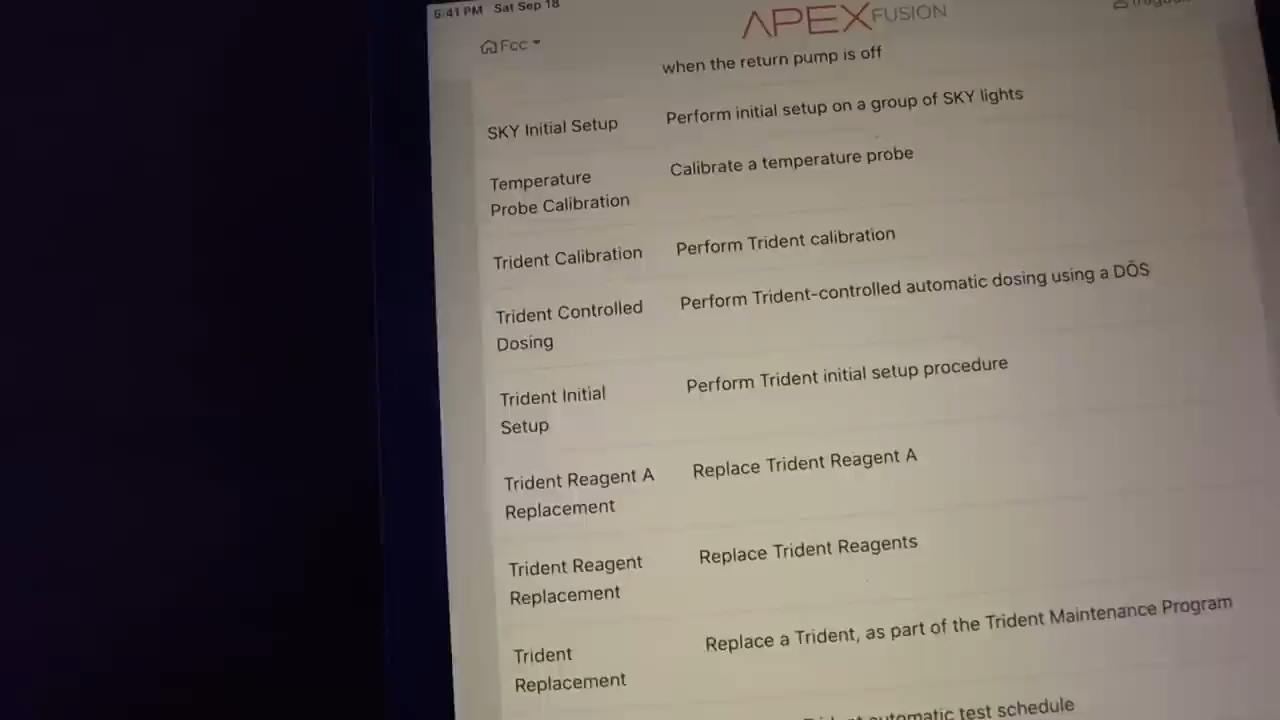 5:41 PM Sat Sep 18
APEX FUSION
Fcc
when the return pump is off
SKY Initial Setup
Perform initial setup on a group of SKY lights
Temperature
Probe Calibration
Calibrate a temperature probe
Trident Calibration
Perform Trident calibration
Trident Controlled
Dosing
Perform Trident-controlled automatic dosing using a DŌS
Trident Initial
Setup
Perform Trident initial setup procedure
Trident Reagent A
Replacement
Replace Trident Reagent A
Trident Reagent
Replacement
Replace Trident Reagents
Trident
Replacement
Replace a Trident, as part of the Trident Maintenance Program
Trident automatic test schedule